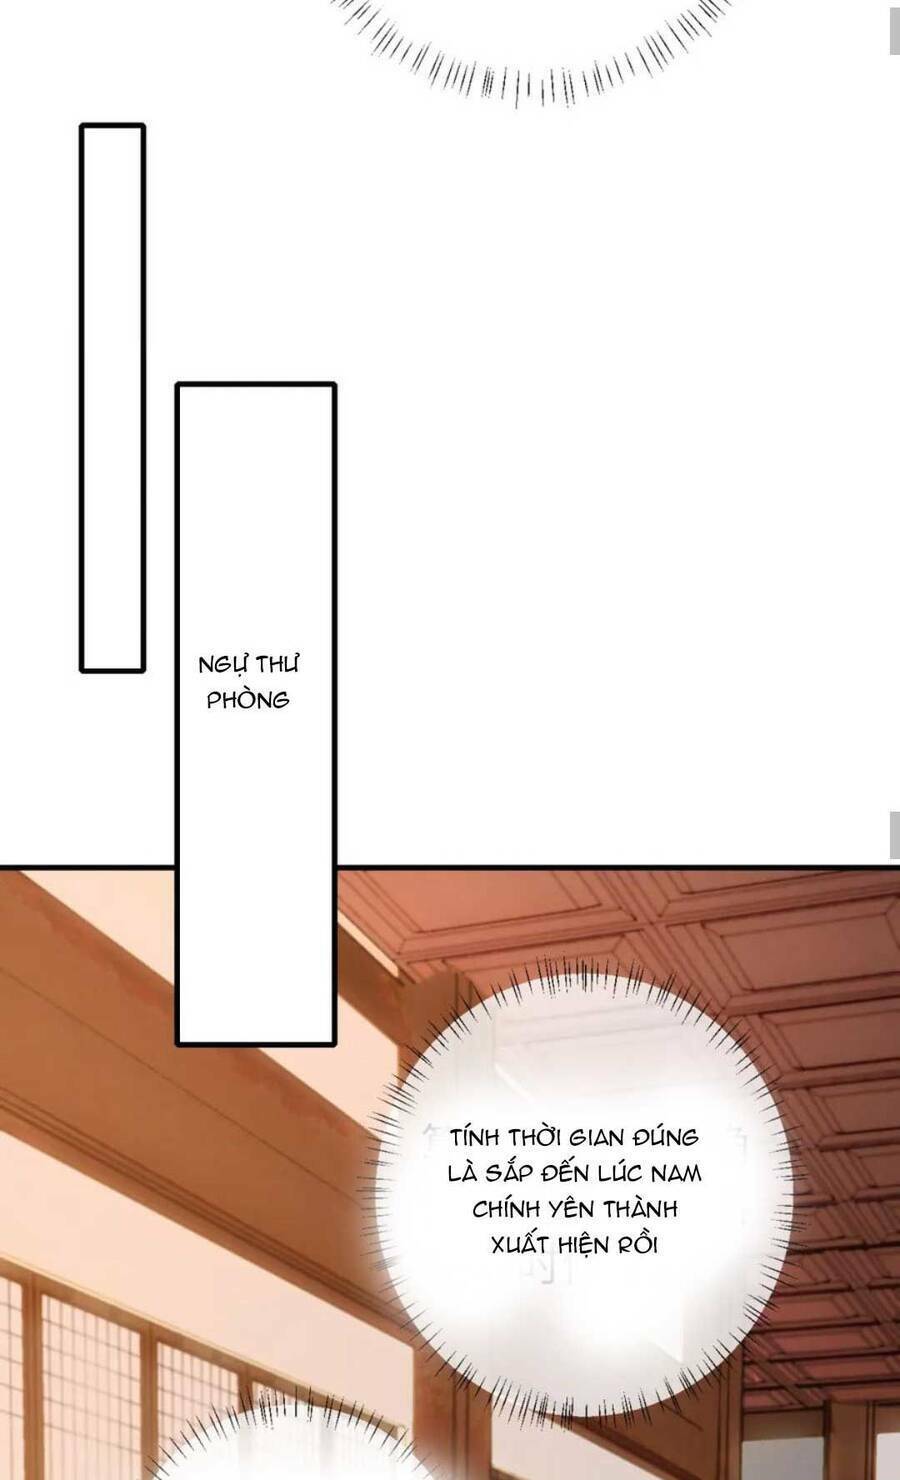 NGỰ THƯ
PHÒNG
TÍNH THỜI GIAN ĐÚNG
LÀ SẮP ĐẾN LÚC NAM
CHÍNH YÊN THÀNH
XUẤT HIỆN RỒI